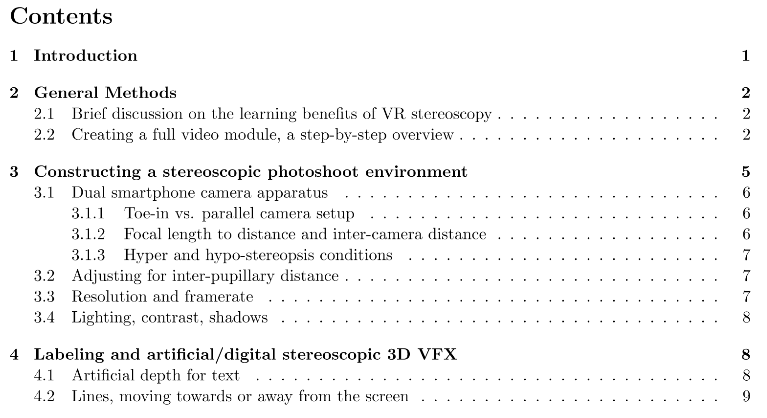 Contents
1 Introduction 1
2 General Methods 2
2.1 Brief discussion on the learning benefits of VR stereoscopy . . . . . . . . . . . . . . . . . . 2
2.2 Creating a full video module, a step-by-step overview . . . . . . . . . . . . . . . . . . . . . 2
3 Constructing a stereoscopic photoshoot environment 5
3.1 Dual smartphone camera apparatus . . . . . . . . . . . . . . . . . . . . . . . . . . . . . . 6
3.1.1 Toe-in vs. parallel camera setup . . . . . . . . . . . . . . . . . . . . . . . . . . . . 6
3.1.2 Focal length to distance and inter-camera distance . . . . . . . . . . . . . . . . . . 6
3.1.3 Hyper and hypo-stereopsis conditions . . . . . . . . . . . . . . . . . . . . . . . . . 7
3.2 Adjusting for inter-pupillary distance . . . . . . . . . . . . . . . . . . . . . . . . . . . . . . 7
3.3 Resolution and framerate . . . . . . . . . . . . . . . . . . . . . . . . . . . . . . . . . . . . 7
3.4 Lighting, contrast, shadows . . . . . . . . . . . . . . . . . . . . . . . . . . . . . . . . . . . 8
4 Labeling and artificial/digital stereoscopic 3D VFX 8
4.1 Artificial depth for text . . . . . . . . . . . . . . . . . . . . . . . . . . . . . . . . . . . . . 8
4.2 Lines, moving towards or away from the screen . . . . . . . . . . . . . . . . . . . . . . . . 9